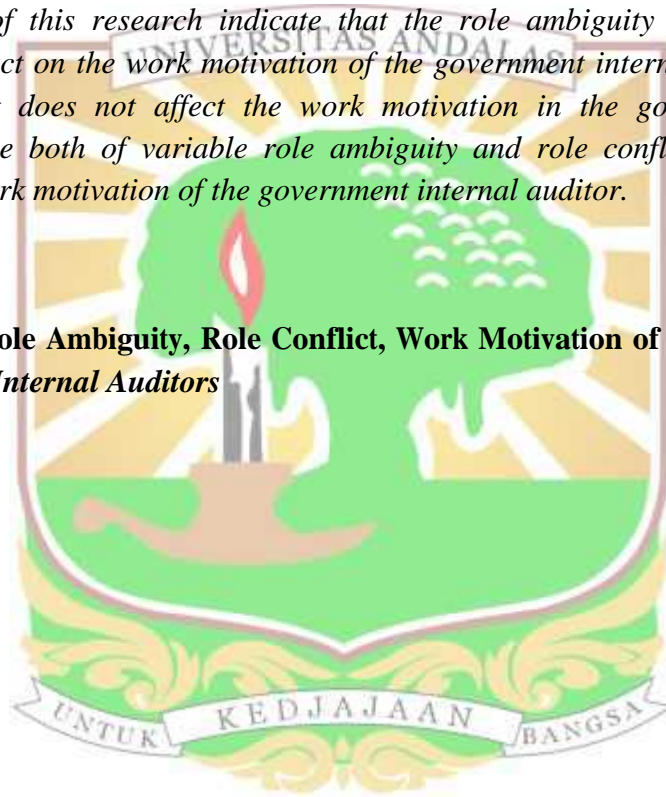 of this research indicate that the role ambiguity
UNIVERSITAS ANDALAS
ct on the work motivation of the government intern
does not affect the work motivation in the go
e both of variable role ambiguity and role confl
rk motivation of the government internal auditor.
ole Ambiguity, Role Conflict, Work Motivation of
Internal Auditors
UNTUK KEDJAJAAN BANGSA